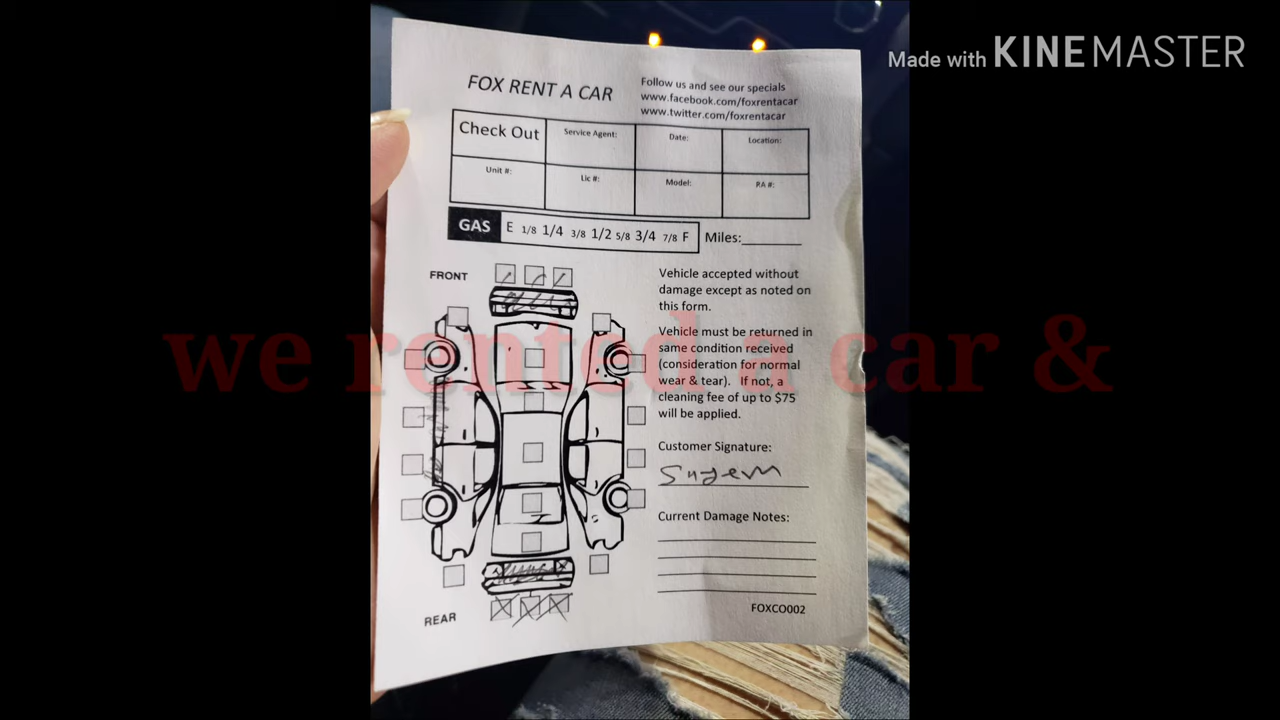 Made with KINEMASTER
FOX RENT A CAR
Follow us and see our specials
www.facebook.com/foxrentacar
www.twitter.com/foxrentacar
Check Out
Service Agent:
Date:
Location:
Unit #:
Lic #:
Model:
RA #:
GAS E 1/8 1/4 3/8 1/2 5/8 3/4 7/8 F
Miles:
FRONT
Vehicle accepted without
damage except as noted on
this form.
Vehicle must be returned in
same condition received
(consideration for normal
wear & tear). If not, a
cleaning fee of up to $75
will be applied.
we rented a car &
Customer Signature:
Current Damage Notes:
FOXCO002
REAR